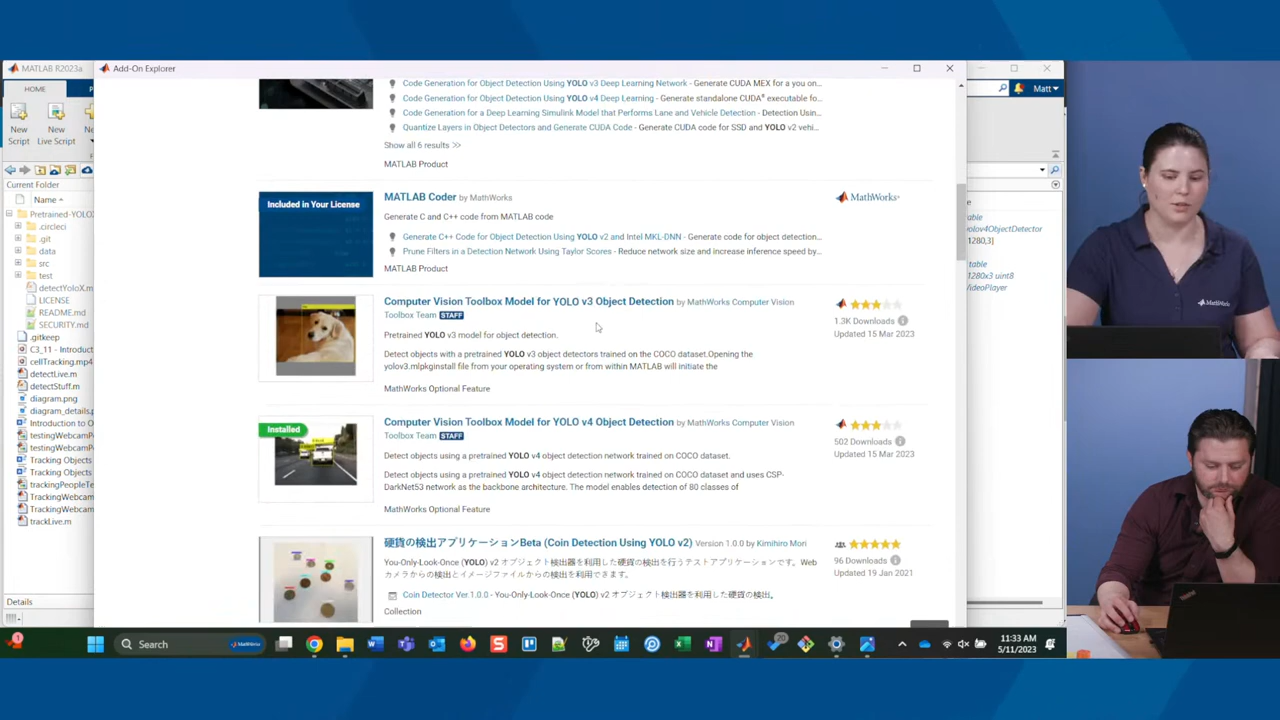 MATLAB R2023a
Add-On Explorer
HOME
P
Matt
New Script
New Live Script
Ne
Current Folder
Name
Pretrained-YOLOX
.circleci
.git
data
src
test
detectYoloX.m
LICENSE
README.md
SECURITY.md
.gitkeep
C3_11 - Introduct
cellTracking.mp4
detectLive.m
detectStuff.m
diagram.png
diagram_details.p
Introduction to O
testingWebcamPe
testingWebcamPe
Tracking Objects
Tracking Objects
trackingPeopleTe
TrackingWebcam
TrackingWebcam
trackLive.m
Details
Code Generation for Object Detection Using YOLO v3 Deep Learning Network - Generate CUDA MEX for a you on...
Code Generation for Object Detection Using YOLO v4 Deep Learning - Generate standalone CUDA® executable fo...
Code Generation for a Deep Learning Simulink Model that Performs Lane and Vehicle Detection - Detection Usin...
Quantize Layers in Object Detectors and Generate CUDA Code - Generate CUDA code for SSD and YOLO v2 vehi...
Show all 6 results >>
MATLAB Product
Included in Your License
MATLAB Coder by MathWorks
MathWorks®
Generate C and C++ code from MATLAB code
Generate C++ Code for Object Detection Using YOLO v2 and Intel MKL-DNN - Generate code for object detection...
Prune Filters in a Detection Network Using Taylor Scores - Reduce network size and increase inference speed by...
MATLAB Product
Computer Vision Toolbox Model for YOLO v3 Object Detection by MathWorks Computer Vision
Toolbox Team STAFF
Pretrained YOLO v3 model for object detection.
Detect objects with a pretrained YOLO v3 object detectors trained on the COCO dataset.Opening the
yolov3.mlpkginstall file from your operating system or from within MATLAB will initiate the
MathWorks Optional Feature
1.3K Downloads
Updated 15 Mar 2023
Installed
Computer Vision Toolbox Model for YOLO v4 Object Detection by MathWorks Computer Vision
Toolbox Team STAFF
Detect objects using a pretrained YOLO v4 object detection network trained on COCO dataset.
Detect objects using a pretrained YOLO v4 object detection network trained on COCO dataset and uses CSP-
DarkNet53 network as the backbone architecture. The model enables detection of 80 classes of
MathWorks Optional Feature
502 Downloads
Updated 15 Mar 2023
硬貨の検出アプリケーションBeta (Coin Detection Using YOLO v2) Version 1.0.0 by Kimihiro Mori
You-Only-Look-Once (YOLO) v2 オブジェクト検出器を利用した硬貨の検出を行うテストアプリケーションです。Web
カメラからの検出とイメージファイルからの検出を利用できます。
Coin Detector Ver 1.0.0 - You-Only-Look-Once (YOLO) v2 オブジェクト検出器を利用した硬貨の検出。
Collection
96 Downloads
Updated 19 Jan 2021
e
table
yolov4ObjectDetector
1280,3]
table
x1280x3 uint8
VideoPlayer
Search
MathWorks
1
20
11:33 AM
5/11/2023
MathWorks